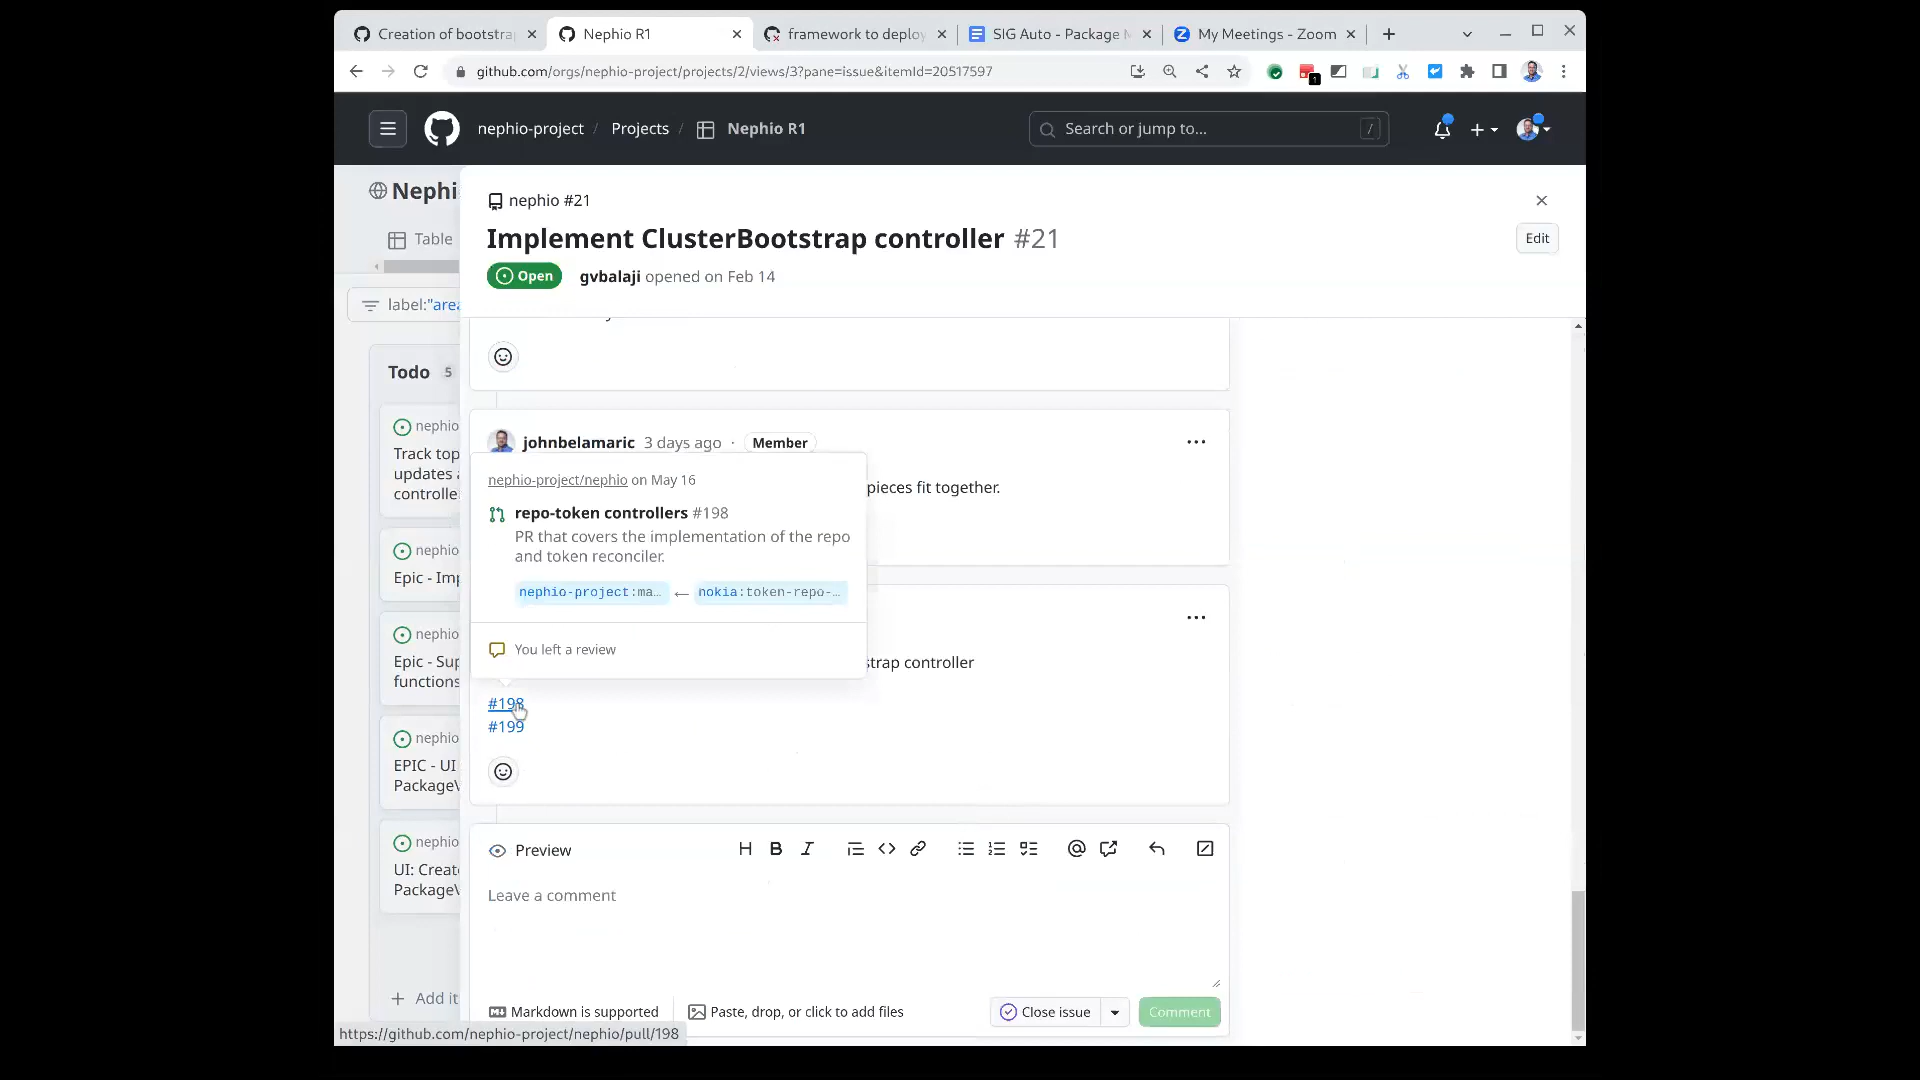 Creation of bootstra
Nephio R1
framework to deploy
SIG Auto - Package
My Meetings - Zoom
github.com/orgs/nephio-project/projects/2/views/3?pane=issue&itemId=20517597
1
nephio-project / Projects / Nephio R1
Search or jump to...
/
Nephi
nephio #21
Implement ClusterBootstrap controller #21
Edit
Table
Open
gvbalaji opened on Feb 14
label:"area
Todo 5
nephio
Track top
updates a
controlle
nephio
Epic - Imp
nephio
Epic - Sup
functions
nephio
EPIC - UI
PackageV
nephio
UI: Create
PackageV
+ Add it
johnbelamaric 3 days ago · Member
pieces fit together.
nephio-project/nephio on May 16
repo-token controllers #198
PR that covers the implementation of the repo
and token reconciler.
nephio-project:ma… ← nokia:token-repo-…
You left a review
strap controller
#198
#199
Preview
H B I
Leave a comment
Markdown is supported
Paste, drop, or click to add files
Close issue
Comment
https://github.com/nephio-project/nephio/pull/198